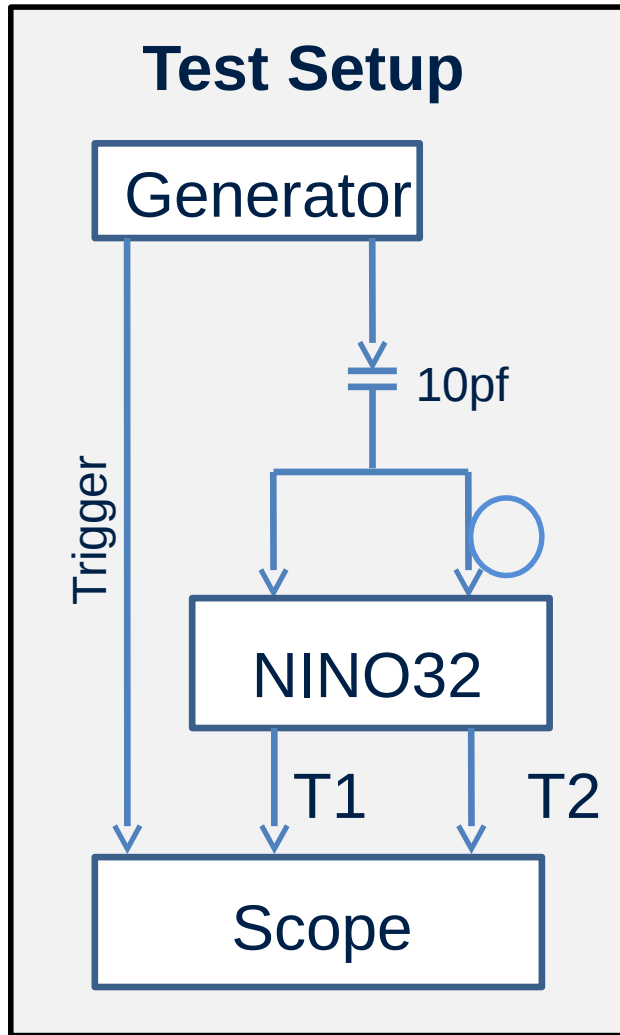 Test Setup
Generator
10pf
Trigger
NINO32
T1
T2
Scope